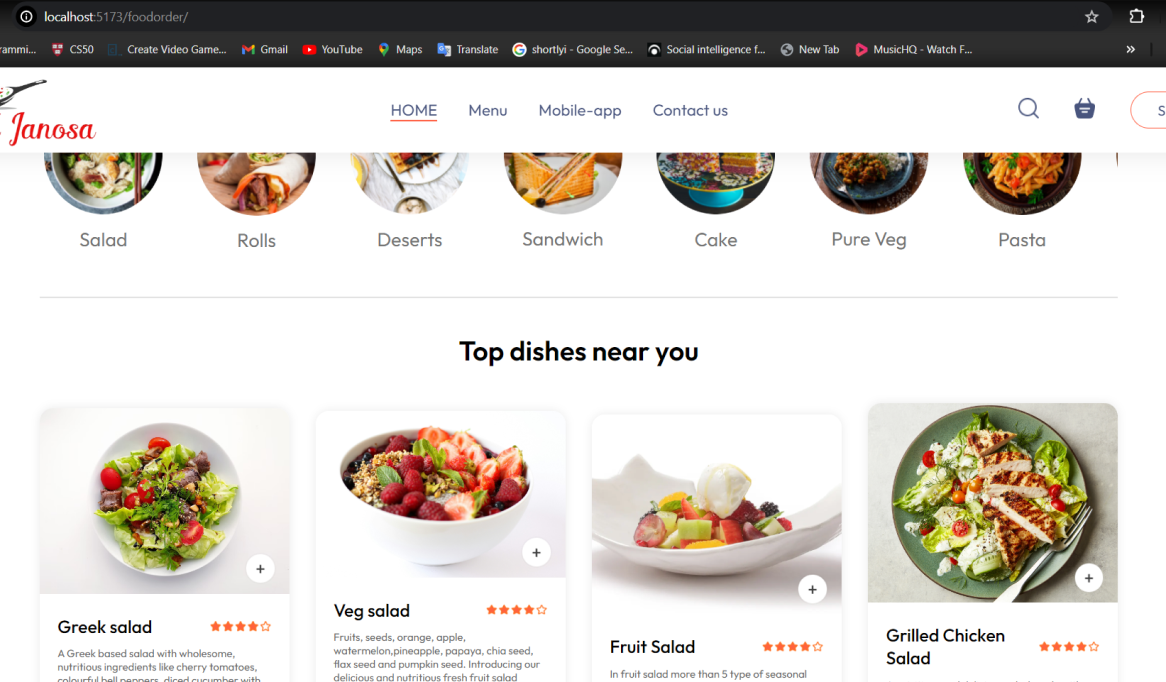 localhost:5173/foodorder/
rammi...
CS50
Create Video Game...
Gmail
YouTube
Maps
Translate
shortlyi - Google Se...
Social intelligence f...
New Tab
MusicHQ - Watch F...
»
Janosa
HOME
Menu
Mobile-app
Contact us
S
Salad
Rolls
Deserts
Sandwich
Cake
Pure Veg
Pasta
Top dishes near you
+
+
+
+
Greek salad
A Greek based salad with wholesome,
nutritious ingredients like cherry tomatoes,
colourful bell peppers, diced cucumber with
Veg salad
Fruits, seeds, orange, apple,
watermelon,pineapple, papaya, chia seed,
flax seed and pumpkin seed. Introducing our
delicious and nutritious fresh fruit salad
Fruit Salad
In fruit salad more than 5 type of seasonal
Grilled Chicken
Salad